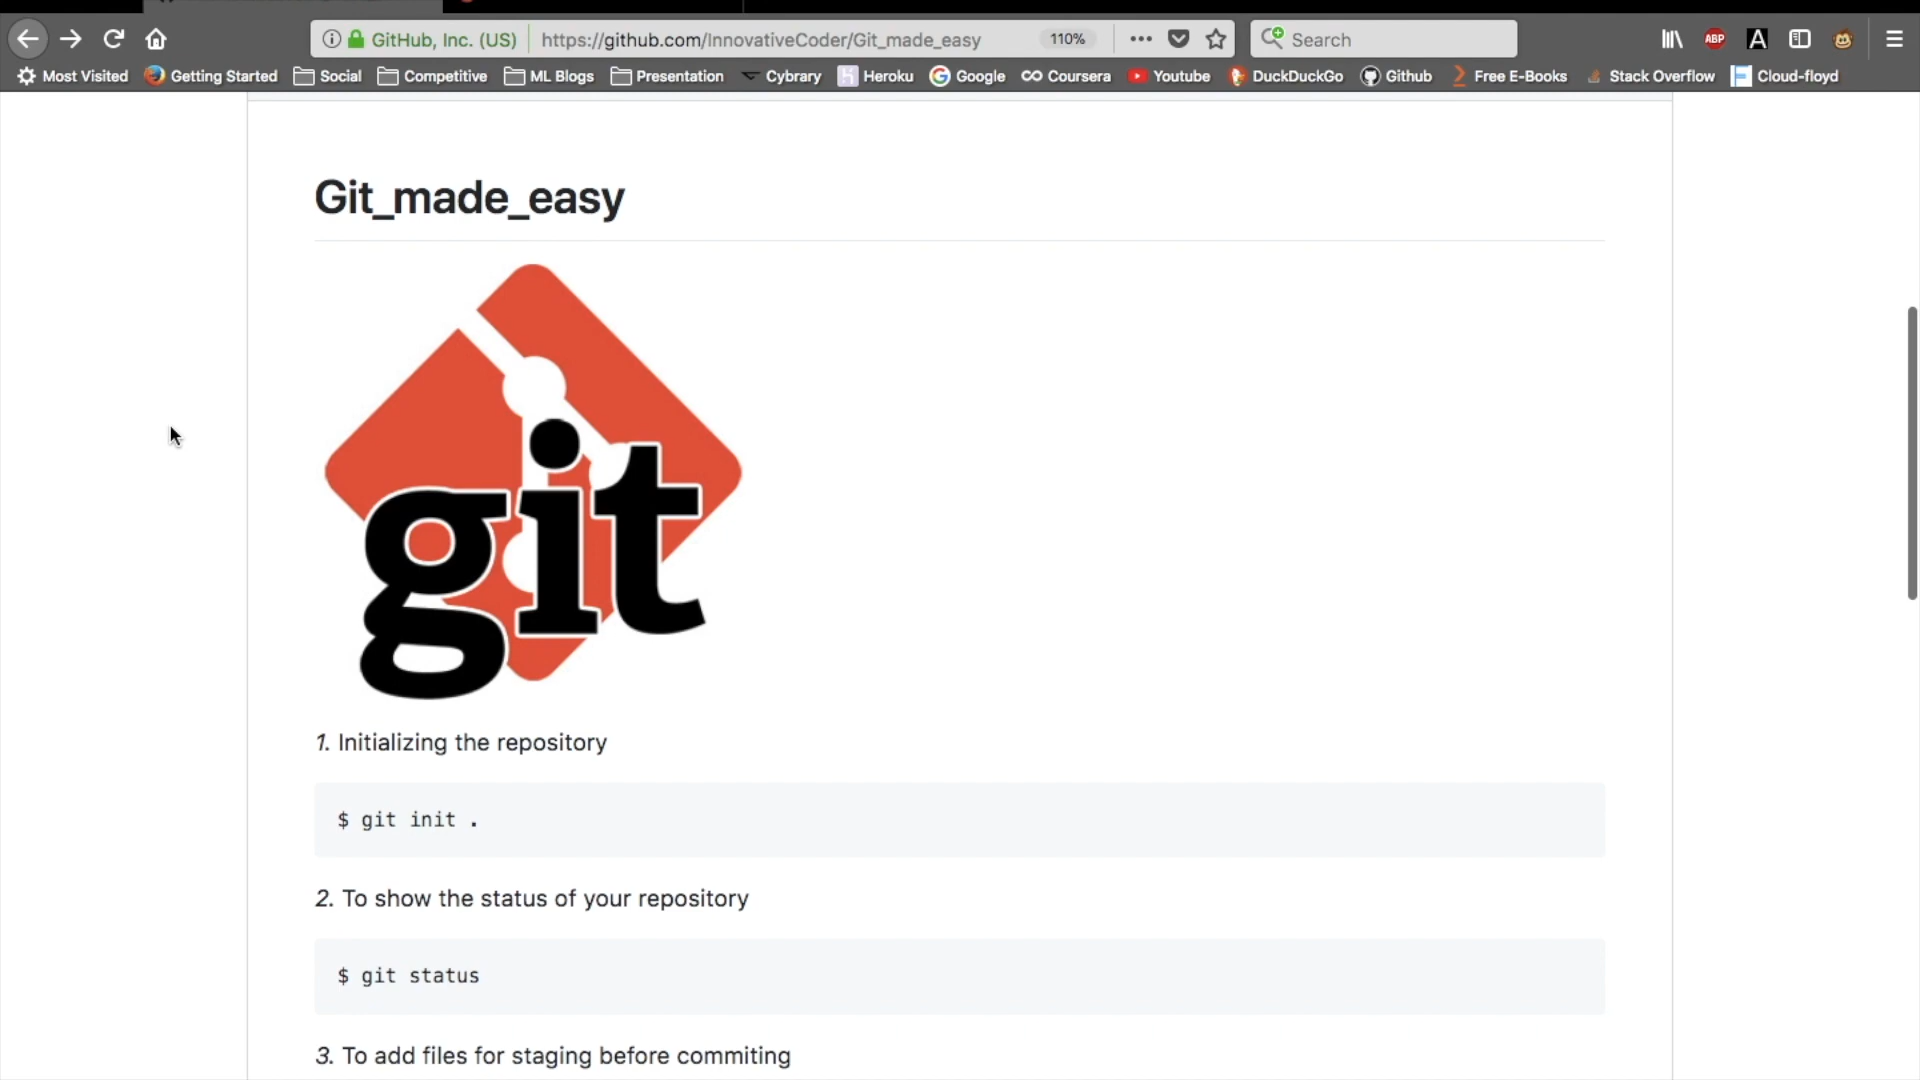 GitHub, Inc. (US) https://github.com/InnovativeCoder/Git_made_easy 110% Search ABP A
Most Visited Getting Started Social Competitive ML Blogs Presentation Cybrary Heroku Google Coursera Youtube DuckDuckGo Github Free E-Books Stack Overflow Cloud-floyd
Git_made_easy
git
1. Initializing the repository
$ git init .
2. To show the status of your repository
$ git status
3. To add files for staging before commiting